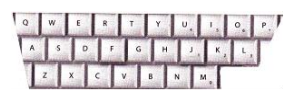 Q W E R T Y U I O P
A S D F G H J K L
Z X C V B N M